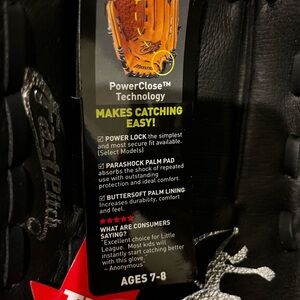 MIZUNO
PowerClose™
Technology
MAKES CATCHING
EASY!
☑ POWER LOCK the simplest
and most secure fit available.
(Select Models)
☑ PARASHOCK PALM PAD
absorbs the shock of repeated
use with outstanding
protection and ideal comfort.
☑ BUTTERSOFT PALM LINING
Increases durability, comfort
and feel.
★★★★★
WHAT ARE CONSUMERS
SAYING?
"Excellent choice for Little
League. Most kids will
instantly start catching better
with this glove."
– Anonymous
AGES 7-8